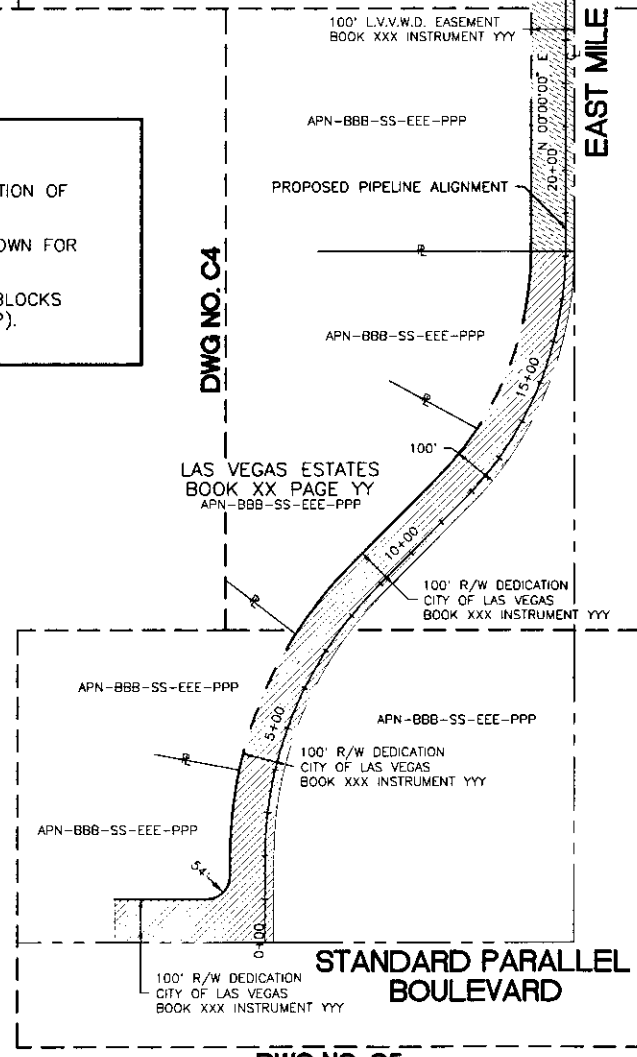 100' L.V.V.W.D. EASEMENT
BOOK XXX INSTRUMENT YYY
EAST MILE
N 00°00'00" E
20+00
APN-BBB-SS-EEE-PPP
PROPOSED PIPELINE ALIGNMENT
TION OF
OWN FOR
BLOCKS
P).
DWG NO. C4
APN-BBB-SS-EEE-PPP
15+00
100'
LAS VEGAS ESTATES
BOOK XX PAGE YY
APN-BBB-SS-EEE-PPP
10+00
100' R/W DEDICATION
CITY OF LAS VEGAS
BOOK XXX INSTRUMENT YYY
APN-BBB-SS-EEE-PPP
5+00
APN-BBB-SS-EEE-PPP
100' R/W DEDICATION
CITY OF LAS VEGAS
BOOK XXX INSTRUMENT YYY
APN-BBB-SS-EEE-PPP
54'
0+00
STANDARD PARALLEL
BOULEVARD
100' R/W DEDICATION
CITY OF LAS VEGAS
BOOK XXX INSTRUMENT YYY
DWG NO.